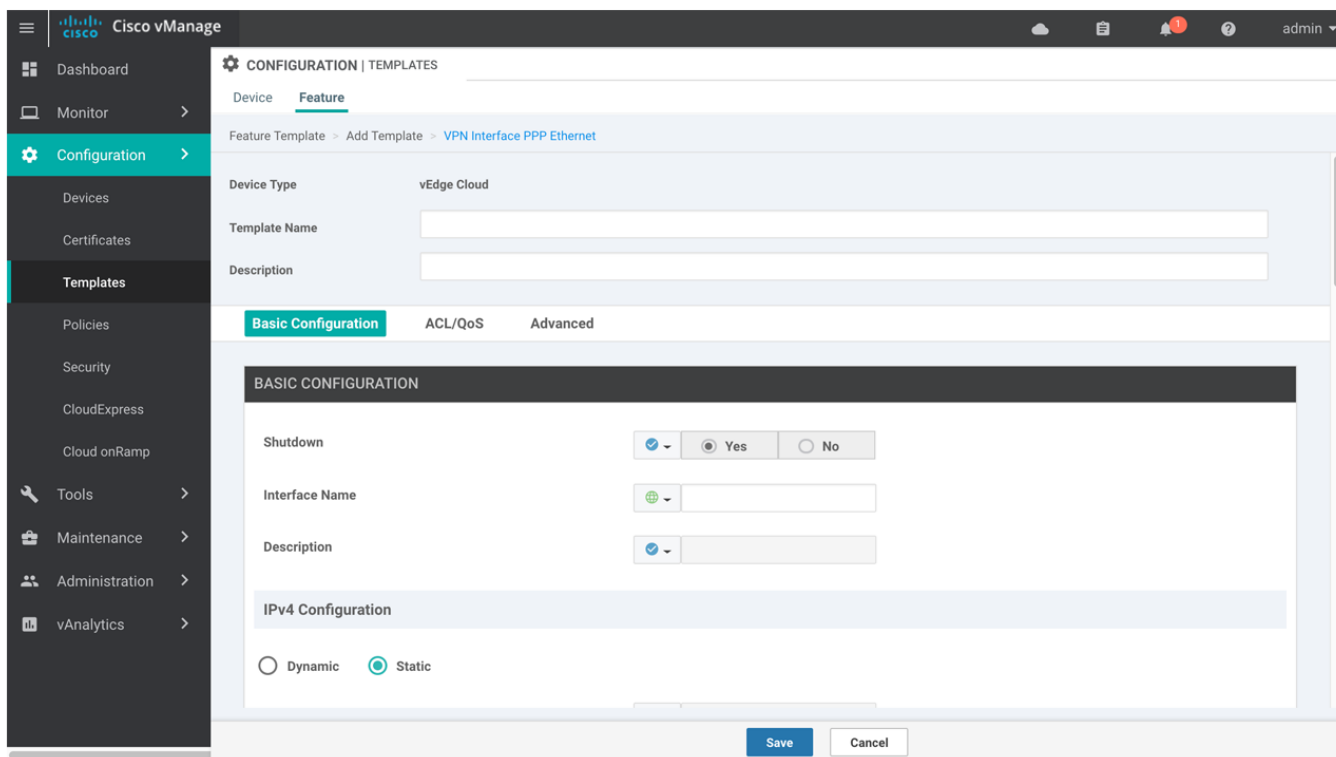 cisco Cisco vManage
1
admin
Dashboard
Monitor
Configuration
Devices
Certificates
Templates
Policies
Security
CloudExpress
Cloud onRamp
Tools
Maintenance
Administration
vAnalytics
CONFIGURATION | TEMPLATES
Device Feature
Feature Template > Add Template > VPN Interface PPP Ethernet
Device Type vEdge Cloud
Template Name
Description
Basic Configuration ACL/QoS Advanced
BASIC CONFIGURATION
Shutdown Yes No
Interface Name
Description
IPv4 Configuration
Dynamic Static
Save Cancel